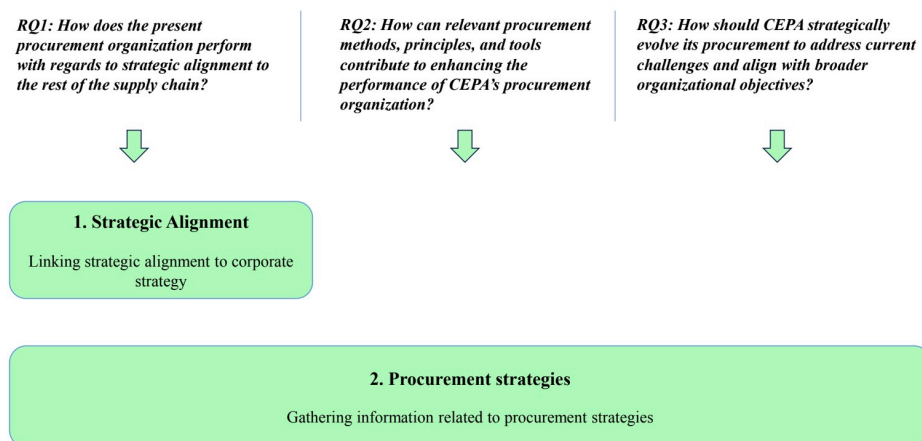 RQ1: How does the present
procurement organization perform
with regards to strategic alignment to
the rest of the supply chain?
RQ2: How can relevant procurement
methods, principles, and tools
contribute to enhancing the
performance of CEPA’s procurement
organization?
RQ3: How should CEPA strategically
evolve its procurement to address current
challenges and align with broader
organizational objectives?
1. Strategic Alignment
Linking strategic alignment to corporate
strategy
2. Procurement strategies
Gathering information related to procurement strategies